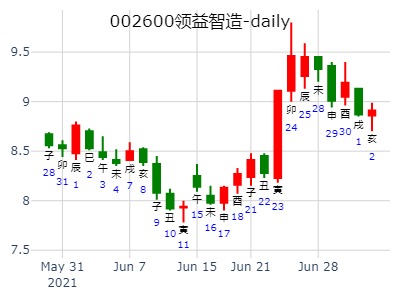 002600领益智造-daily
9.5
9
8.5
8
7.5
子
28
卯
31
辰
1
巳
2
午
3
未
4
戌
7
亥
8
子
9
丑
10
寅
11
午
15
未
16
申
17
酉
18
子
21
丑
22
寅
23
卯
24
辰
25
未
28
申
29
酉
30
戌
1
亥
2
May 31
Jun 7
Jun 15
Jun 21
Jun 28
2021